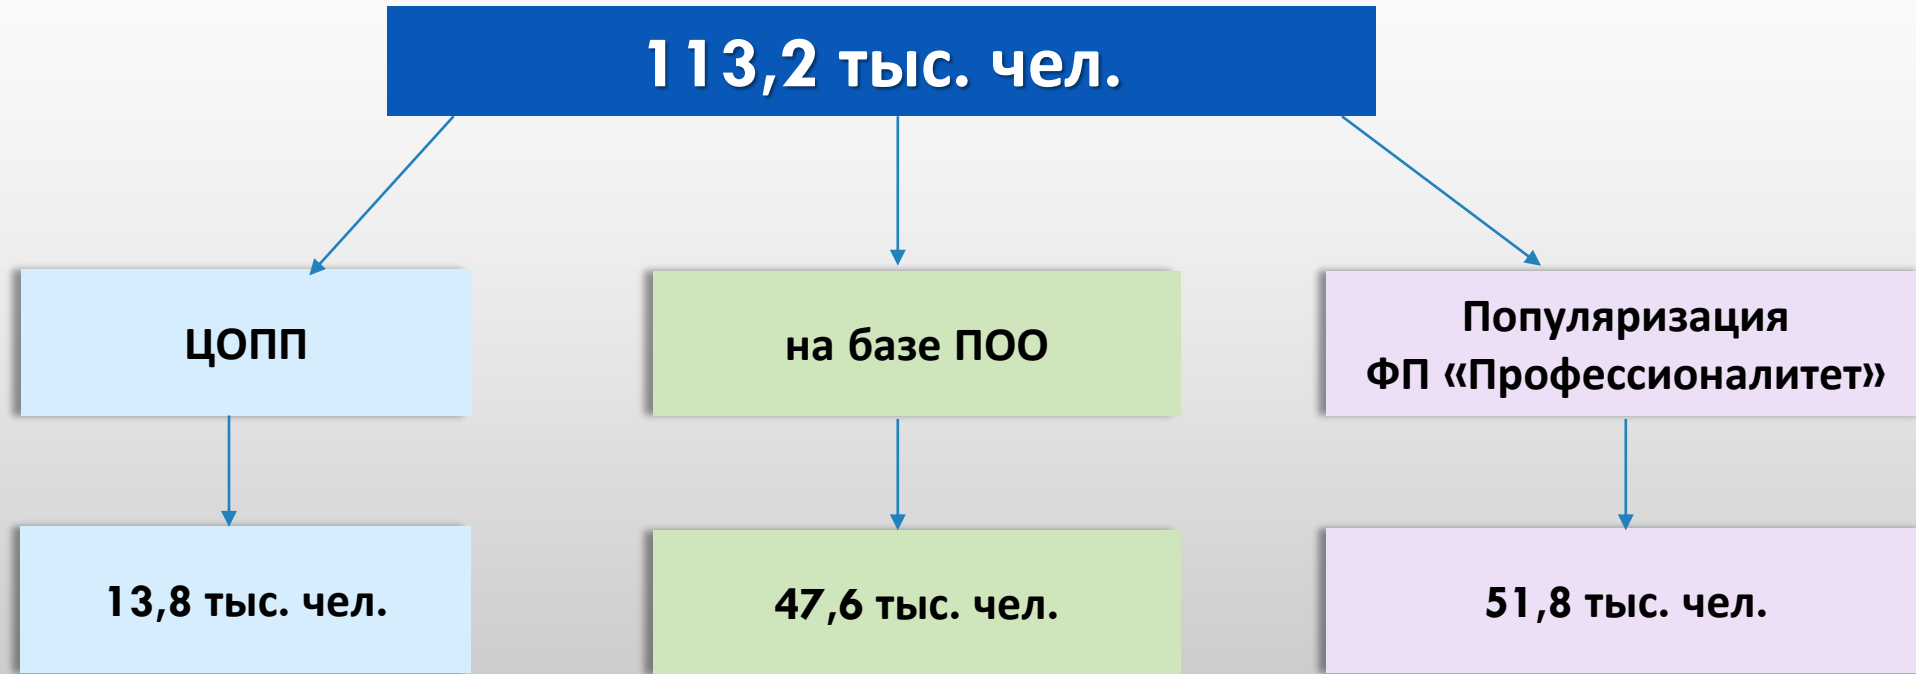 113,2 тыс. чел.
ЦОПП
на базе ПОО
Популяризация
ФП «Профессионалитет»
13,8 тыс. чел.
47,6 тыс. чел.
51,8 тыс. чел.